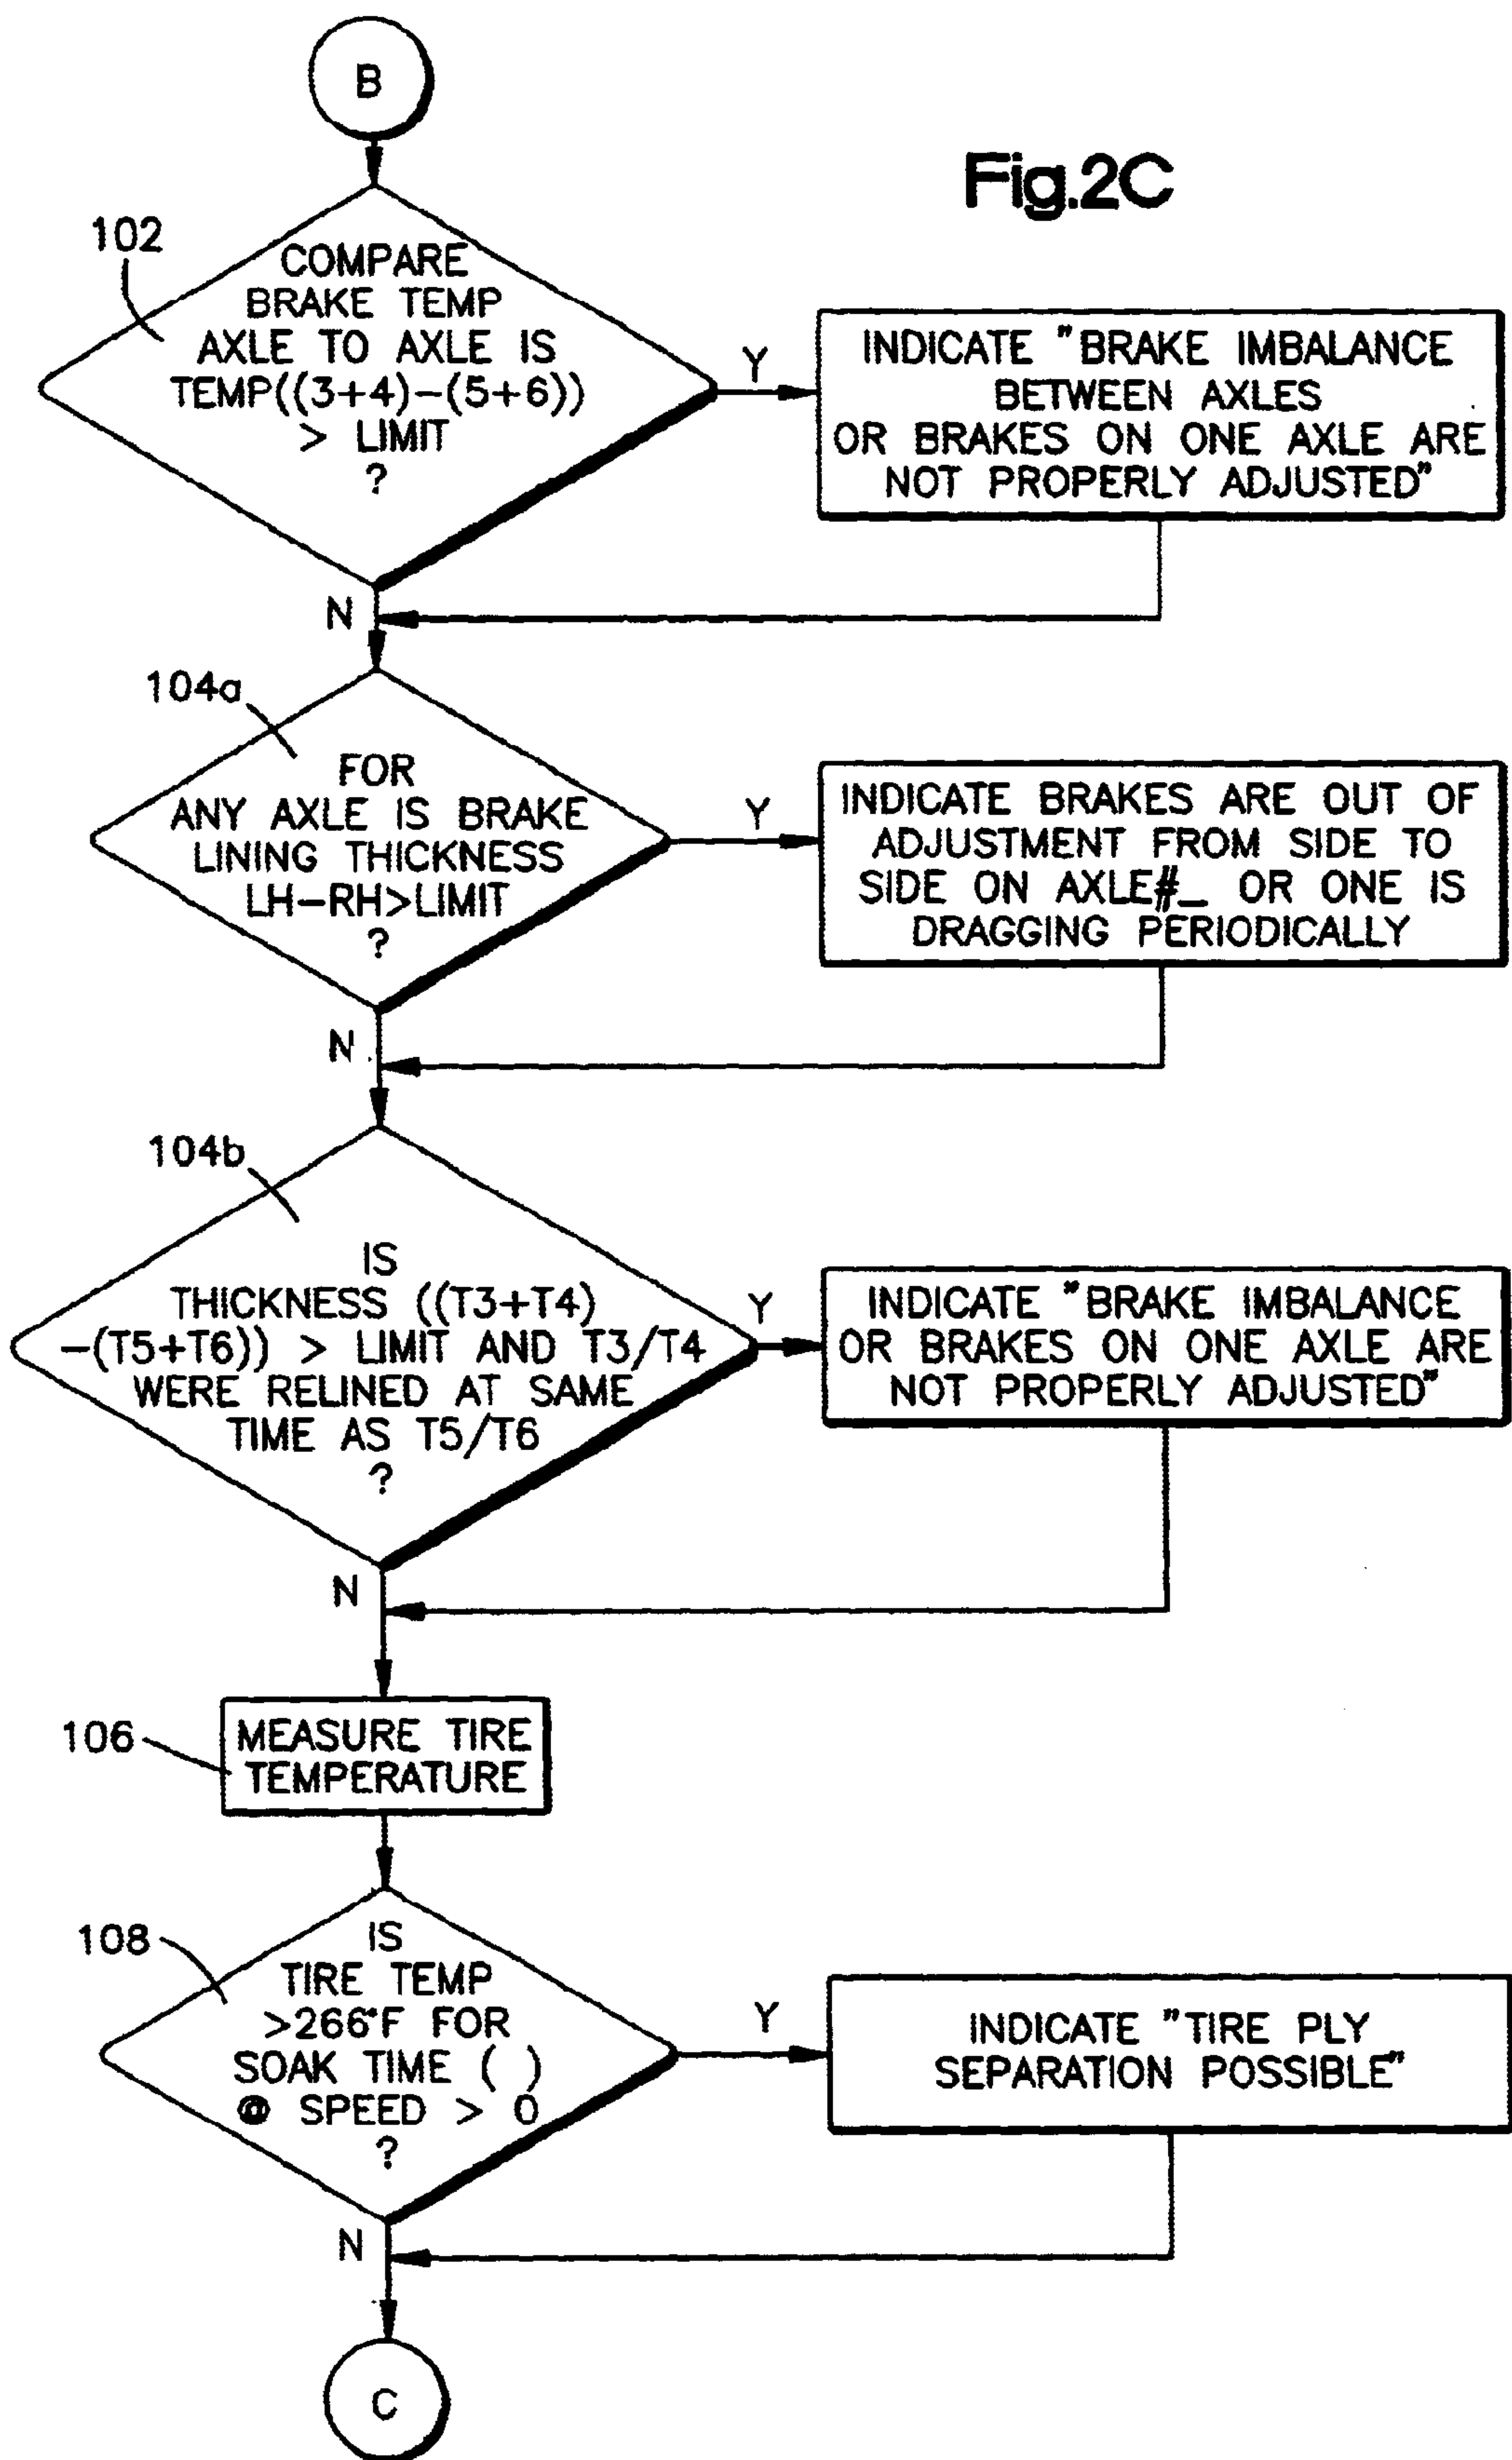 B
Fig.2C
102
COMPARE
BRAKE TEMP
AXLE TO AXLE IS
TEMP((3+4)-(5+6))
> LIMIT
?
Y
INDICATE "BRAKE IMBALANCE
BETWEEN AXLES
OR BRAKES ON ONE AXLE ARE
NOT PROPERLY ADJUSTED"
N
104a
FOR
ANY AXLE IS BRAKE
LINING THICKNESS
LH-RH>LIMIT
?
Y
INDICATE BRAKES ARE OUT OF
ADJUSTMENT FROM SIDE TO
SIDE ON AXLE#_ OR ONE IS
DRAGGING PERIODICALLY
N
104b
IS
THICKNESS ((T3+T4)
-(T5+T6)) > LIMIT AND T3/T4
WERE RELINED AT SAME
TIME AS T5/T6
?
Y
INDICATE "BRAKE IMBALANCE
OR BRAKES ON ONE AXLE ARE
NOT PROPERLY ADJUSTED"
N
106
MEASURE TIRE
TEMPERATURE
108
IS
TIRE TEMP
>266°F FOR
SOAK TIME ( )
@ SPEED > 0
?
Y
INDICATE "TIRE PLY
SEPARATION POSSIBLE"
N
C